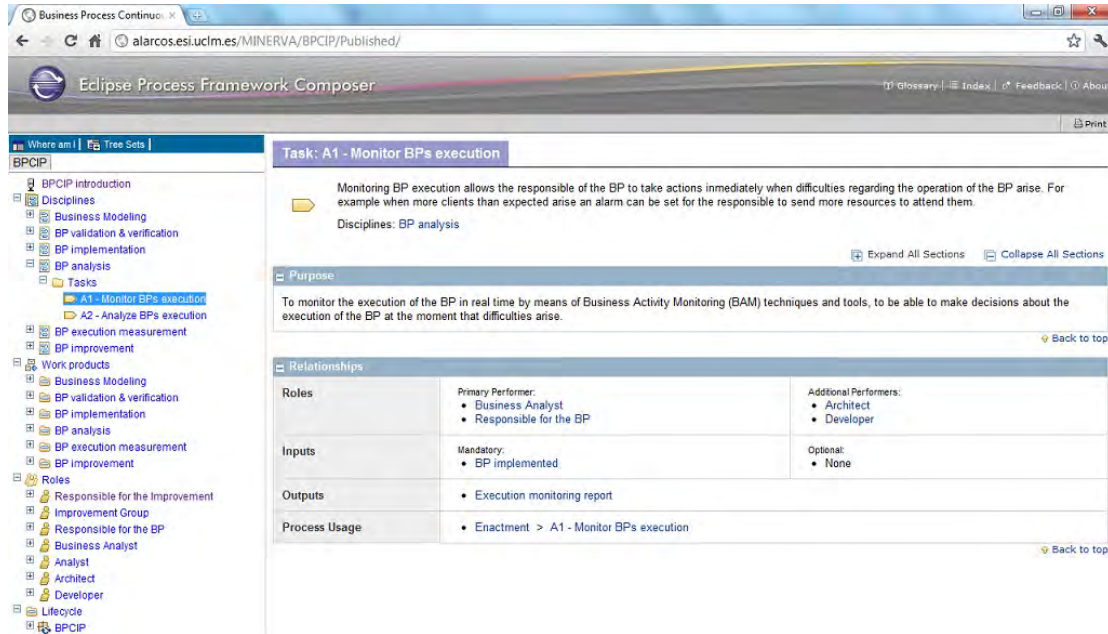 Business Process Continuo
alarcos.esi.uclm.es/MINERVA/BPCIP/Published/
Eclipse Process Framework Composer
Glossary | Index | Feedback | Abou
Print
Where am I | Tree Sets |
BPCIP
BPCIP introduction
Disciplines
Business Modeling
BP validation & verification
BP implementation
BP analysis
Tasks
A1 - Monitor BPs execution
A2 - Analyze BPs execution
BP execution measurement
BP improvement
Work products
Business Modeling
BP validation & verification
BP implementation
BP analysis
BP execution measurement
BP improvement
Roles
Responsible for the Improvement
Improvement Group
Responsible for the BP
Business Analyst
Analyst
Architect
Developer
Lifecycle
BPCIP
Task: A1 - Monitor BPs execution
Monitoring BP execution allows the responsible of the BP to take actions inmediately when difficulties regarding the operation of the BP arise. For
example when more clients than expected arise an alarm can be set for the responsible to send more resources to attend them.
Disciplines: BP analysis
Expand All Sections Collapse All Sections
Purpose
To monitor the execution of the BP in real time by means of Business Activity Monitoring (BAM) techniques and tools, to be able to make decisions about the
execution of the BP at the moment that difficulties arise.
Back to top
Relationships
Roles
Primary Performer:
• Business Analyst
• Responsible for the BP
Additional Performers:
• Architect
• Developer
Inputs
Mandatory:
• BP implemented
Optional:
• None
Outputs
• Execution monitoring report
Process Usage
• Enactment > A1 - Monitor BPs execution
Back to top